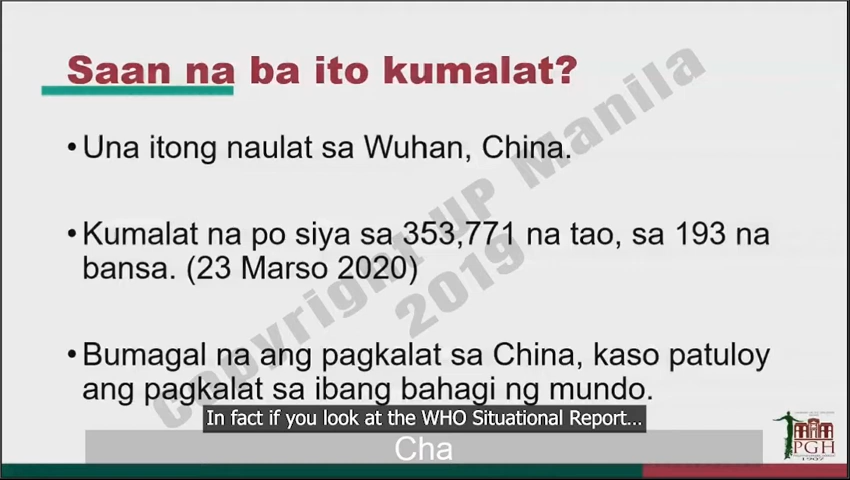 Saan na ba ito kumalat?
• Una itong naulat sa Wuhan, China.
• Kumalat na po siya sa 353,771 na tao, sa 193 na
bansa. (23 Marso 2020)
• Bumagal na ang pagkalat sa China, kaso patuloy
ang pagkalat sa ibang bahagi ng mundo.
Copyright UP Manila
2019
In fact if you look at the WHO Situational Report...
Cha
PGH
1907